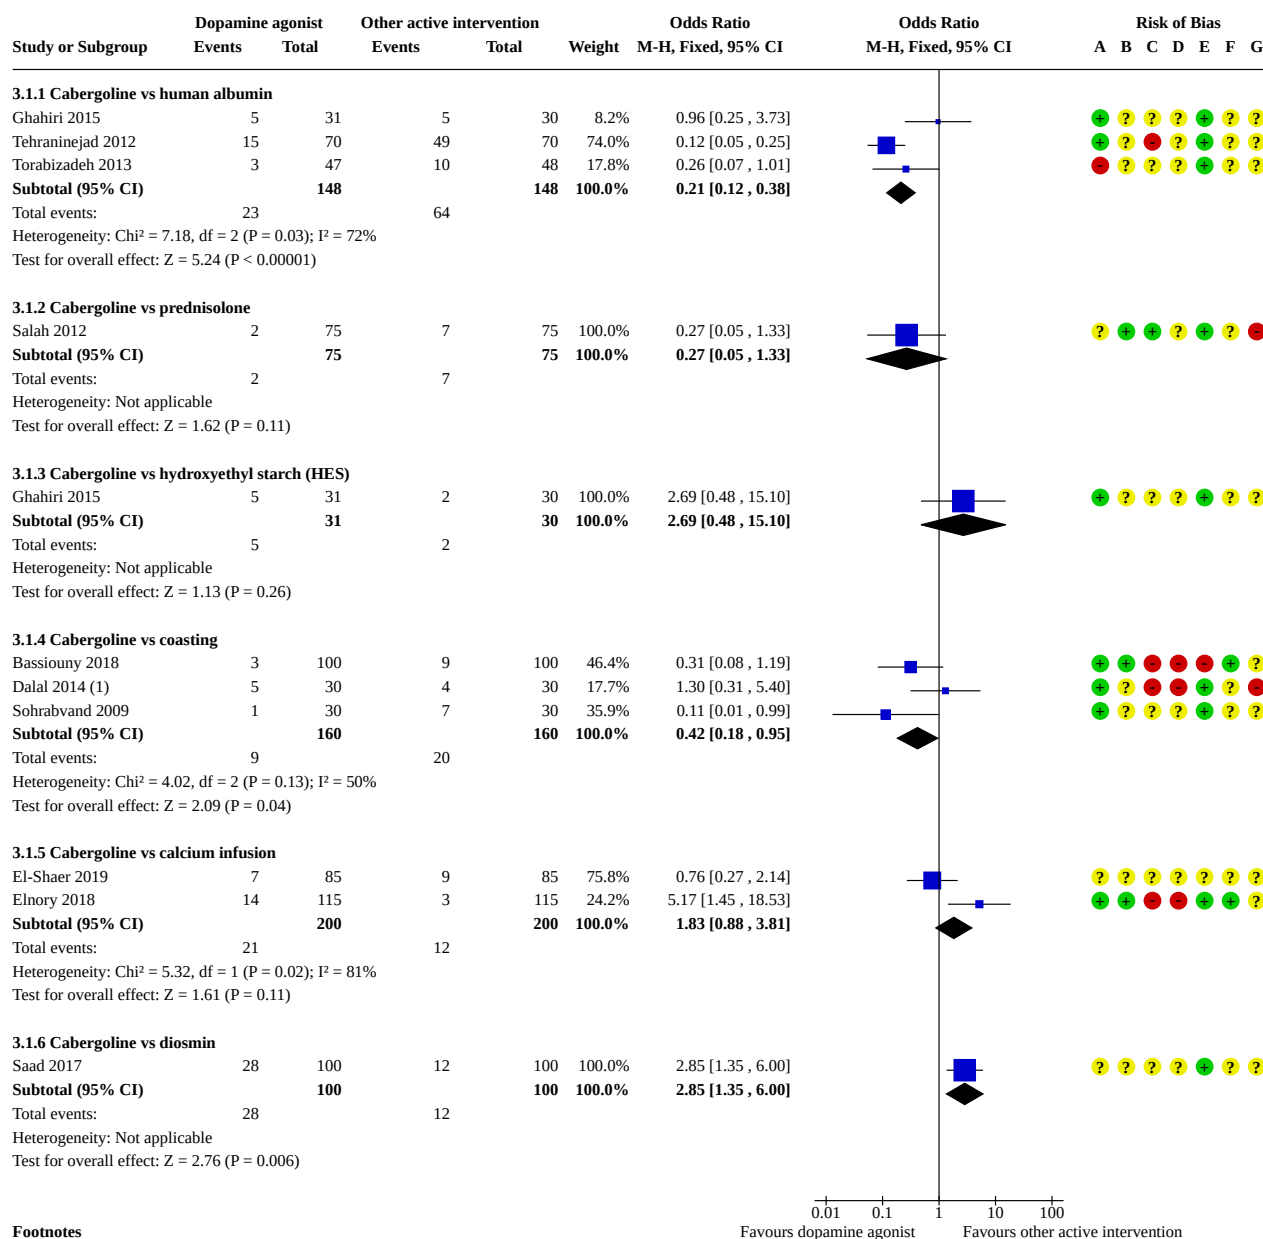 Dopamine agonist Other active intervention Odds Ratio Odds Ratio Risk of Bias
Study or Subgroup Events Total Events Total Weight M-H, Fixed, 95% CI M-H, Fixed, 95% CI A B C D E F G
3.1.1 Cabergoline vs human albumin
Ghahiri 2015 5 31 5 30 8.2% 0.96 [0.25 , 3.73] + ? ? ? + ? ?
Tehraninejad 2012 15 70 49 70 74.0% 0.12 [0.05 , 0.25] + ? - ? + ? ?
Torabizadeh 2013 3 47 10 48 17.8% 0.26 [0.07 , 1.01] - ? ? ? + ? ?
Subtotal (95% CI) 148 148 100.0% 0.21 [0.12 , 0.38]
Total events: 23 64
Heterogeneity: Chi² = 7.18, df = 2 (P = 0.03); I² = 72%
Test for overall effect: Z = 5.24 (P < 0.00001)
3.1.2 Cabergoline vs prednisolone
Salah 2012 2 75 7 75 100.0% 0.27 [0.05 , 1.33] ? + + ? + ? -
Subtotal (95% CI) 75 75 100.0% 0.27 [0.05 , 1.33]
Total events: 2 7
Heterogeneity: Not applicable
Test for overall effect: Z = 1.62 (P = 0.11)
3.1.3 Cabergoline vs hydroxyethyl starch (HES)
Ghahiri 2015 5 31 2 30 100.0% 2.69 [0.48 , 15.10] + ? ? ? + ? ?
Subtotal (95% CI) 31 30 100.0% 2.69 [0.48 , 15.10]
Total events: 5 2
Heterogeneity: Not applicable
Test for overall effect: Z = 1.13 (P = 0.26)
3.1.4 Cabergoline vs coasting
Bassiouny 2018 3 100 9 100 46.4% 0.31 [0.08 , 1.19] + + - - - + ?
Dalal 2014 (1) 5 30 4 30 17.7% 1.30 [0.31 , 5.40] + ? - - + ? -
Sohrabvand 2009 1 30 7 30 35.9% 0.11 [0.01 , 0.99] + ? ? ? + ? ?
Subtotal (95% CI) 160 160 100.0% 0.42 [0.18 , 0.95]
Total events: 9 20
Heterogeneity: Chi² = 4.02, df = 2 (P = 0.13); I² = 50%
Test for overall effect: Z = 2.09 (P = 0.04)
3.1.5 Cabergoline vs calcium infusion
El-Shaer 2019 7 85 9 85 75.8% 0.76 [0.27 , 2.14] ? ? ? ? ? ? ?
Elnory 2018 14 115 3 115 24.2% 5.17 [1.45 , 18.53] + + - - + + ?
Subtotal (95% CI) 200 200 100.0% 1.83 [0.88 , 3.81]
Total events: 21 12
Heterogeneity: Chi² = 5.32, df = 1 (P = 0.02); I² = 81%
Test for overall effect: Z = 1.61 (P = 0.11)
3.1.6 Cabergoline vs diosmin
Saad 2017 28 100 12 100 100.0% 2.85 [1.35 , 6.00] ? ? ? ? + ? ?
Subtotal (95% CI) 100 100 100.0% 2.85 [1.35 , 6.00]
Total events: 28 12
Heterogeneity: Not applicable
Test for overall effect: Z = 2.76 (P = 0.006)
0.01 0.1 1 10 100
Footnotes Favours dopamine agonist Favours other active intervention